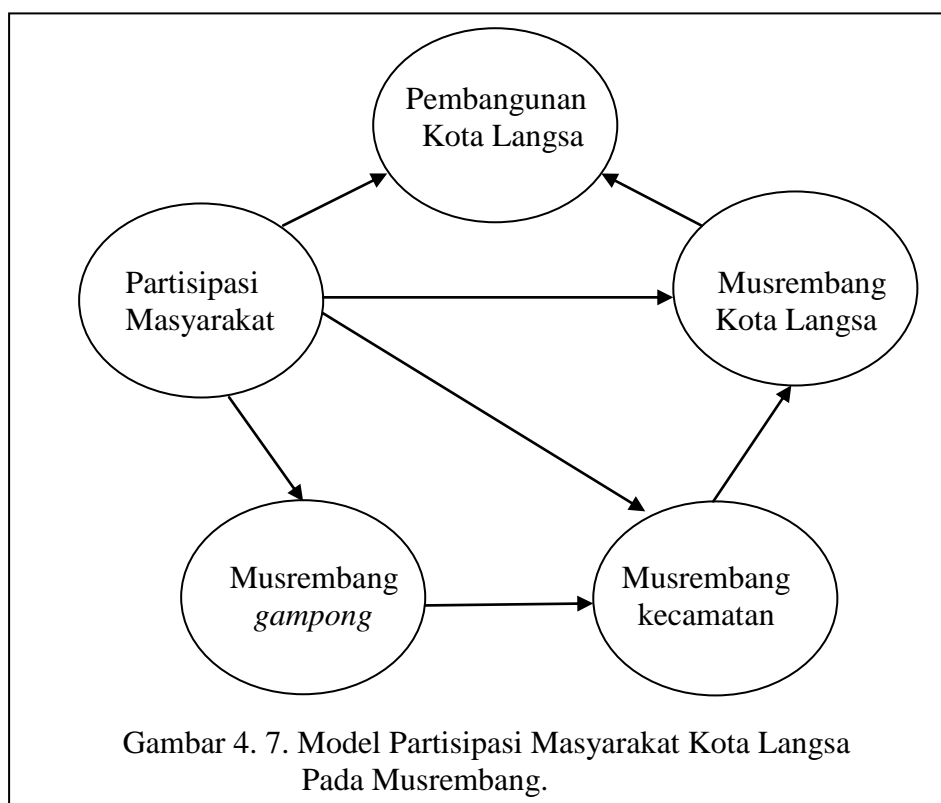 Pembangunan
Kota Langsa
Partisipasi
Masyarakat
Musrembang
Kota Langsa
Musrembang
gampong
Musrembang
kecamatan
Gambar 4. 7. Model Partisipasi Masyarakat Kota Langsa
Pada Musrembang.